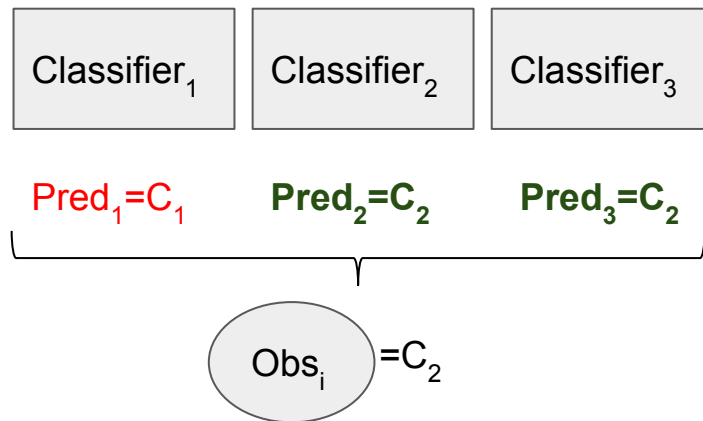 Classifier₁ Classifier₂ Classifier₃
Pred₁=C₁ Pred₂=C₂ Pred₃=C₂
Obsᵢ =C₂